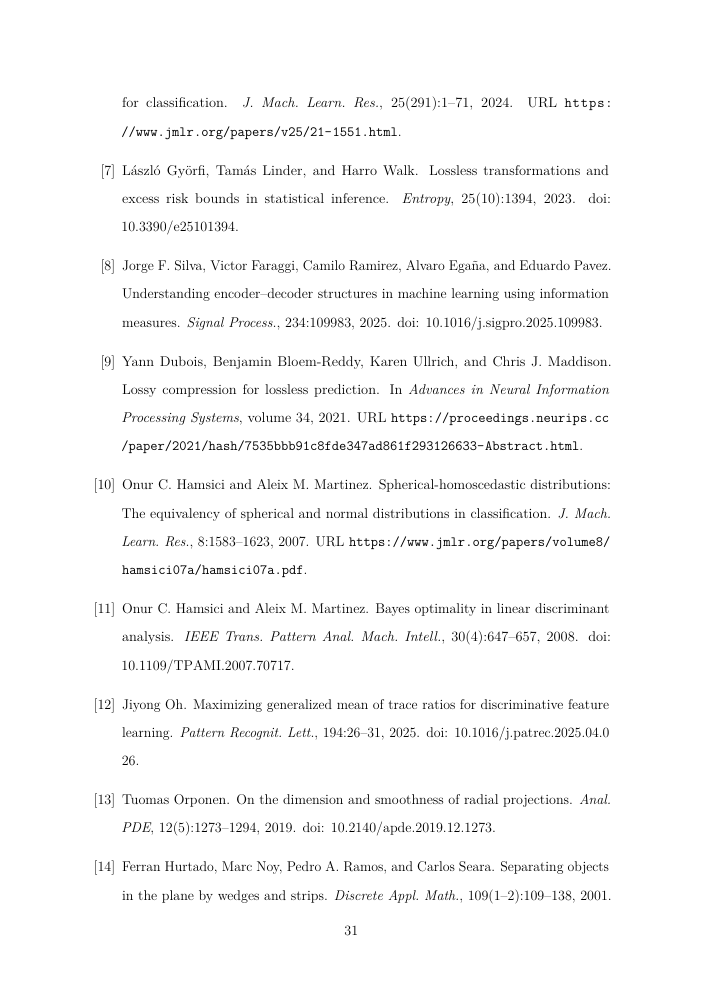 for classification. J. Mach. Learn. Res., 25(291):1–71, 2024. URL https:
//www.jmlr.org/papers/v25/21-1551.html.
[7] László Györfi, Tamás Linder, and Harro Walk. Lossless transformations and
excess risk bounds in statistical inference. Entropy, 25(10):1394, 2023. doi:
10.3390/e25101394.
[8] Jorge F. Silva, Victor Faraggi, Camilo Ramirez, Alvaro Egaña, and Eduardo Pavez.
Understanding encoder–decoder structures in machine learning using information
measures. Signal Process., 234:109983, 2025. doi: 10.1016/j.sigpro.2025.109983.
[9] Yann Dubois, Benjamin Bloem-Reddy, Karen Ullrich, and Chris J. Maddison.
Lossy compression for lossless prediction. In Advances in Neural Information
Processing Systems, volume 34, 2021. URL https://proceedings.neurips.cc
/paper/2021/hash/7535bbb91c8fde347ad861f293126633-Abstract.html.
[10] Onur C. Hamsici and Aleix M. Martinez. Spherical-homoscedastic distributions:
The equivalency of spherical and normal distributions in classification. J. Mach.
Learn. Res., 8:1583–1623, 2007. URL https://www.jmlr.org/papers/volume8/
hamsici07a/hamsici07a.pdf.
[11] Onur C. Hamsici and Aleix M. Martinez. Bayes optimality in linear discriminant
analysis. IEEE Trans. Pattern Anal. Mach. Intell., 30(4):647–657, 2008. doi:
10.1109/TPAMI.2007.70717.
[12] Jiyong Oh. Maximizing generalized mean of trace ratios for discriminative feature
learning. Pattern Recognit. Lett., 194:26–31, 2025. doi: 10.1016/j.patrec.2025.04.0
26.
[13] Tuomas Orponen. On the dimension and smoothness of radial projections. Anal.
PDE, 12(5):1273–1294, 2019. doi: 10.2140/apde.2019.12.1273.
[14] Ferran Hurtado, Marc Noy, Pedro A. Ramos, and Carlos Seara. Separating objects
in the plane by wedges and strips. Discrete Appl. Math., 109(1–2):109–138, 2001.
31